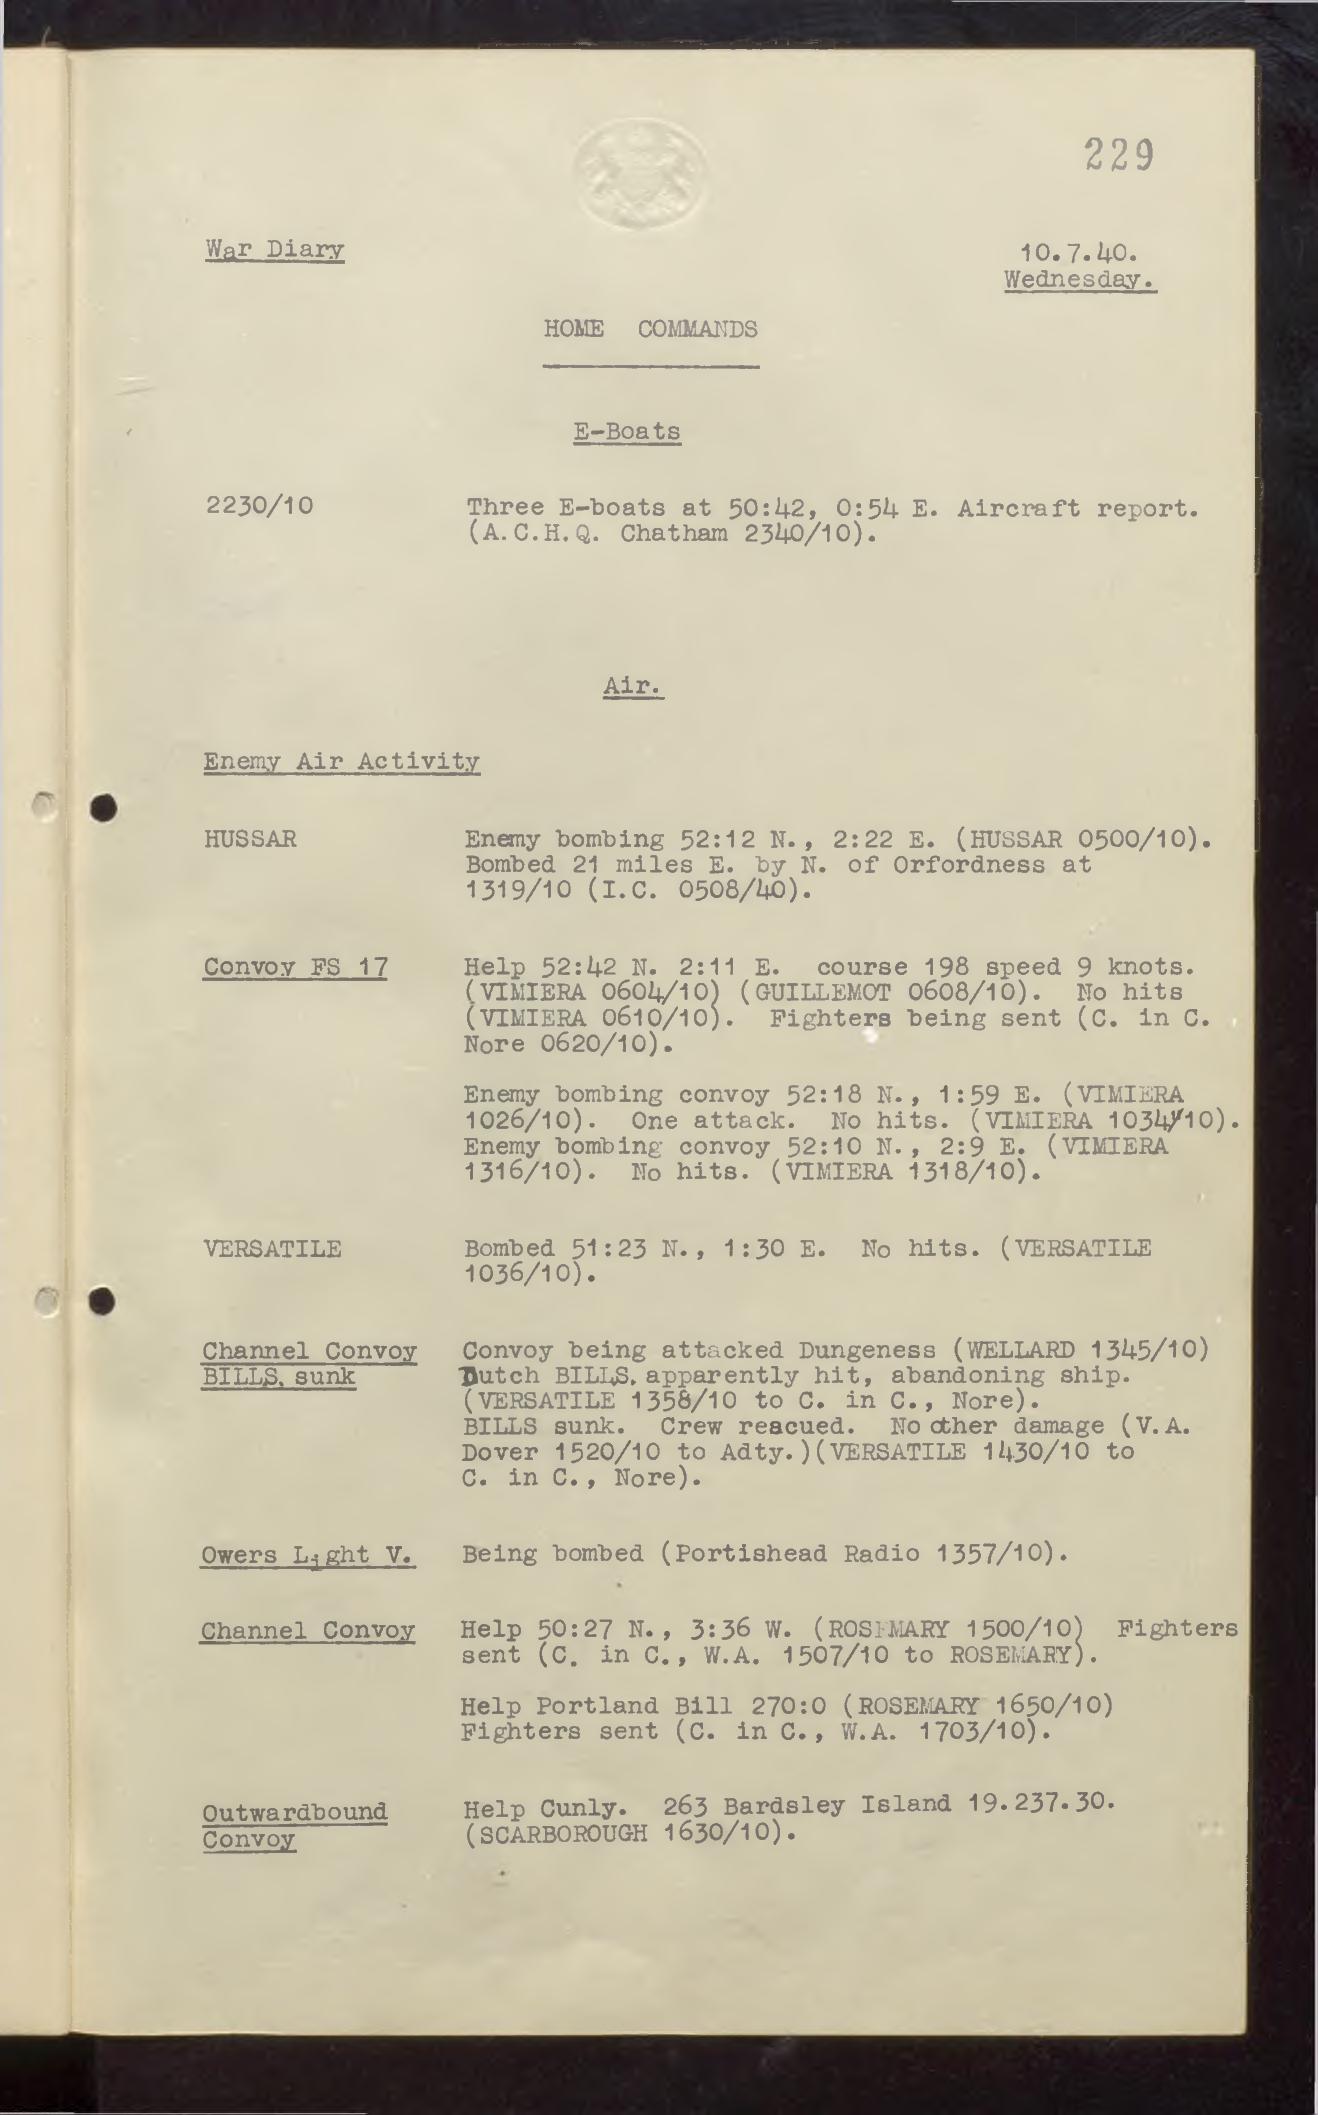 229
War Diary
10.7.40.
Wednesday.
HOME COMMANDS
E-Boats
2230/10 Three E-boats at 50:42, 0:54 E. Aircraft report.
(A.C.H.Q. Chatham 2340/10).
Air.
Enemy Air Activity
HUSSAR Enemy bombing 52:12 N., 2:22 E. (HUSSAR 0500/10).
Bombed 21 miles E. by N. of Orfordness at
1319/10 (I.C. 0508/40).
Convoy FS 17 Help 52:42 N. 2:11 E. course 198 speed 9 knots.
(VIMIERA 0604/10) (GUILLEMOT 0608/10). No hits
(VIMIERA 0610/10). Fighters being sent (C. in C.
Nore 0620/10).
Enemy bombing convoy 52:18 N., 1:59 E. (VIMIERA
1026/10). One attack. No hits. (VIMIERA 1034/10).
Enemy bombing convoy 52:10 N., 2:9 E. (VIMIERA
1316/10). No hits. (VIMIERA 1318/10).
VERSATILE Bombed 51:23 N., 1:30 E. No hits. (VERSATILE
1036/10).
Channel Convoy Convoy being attacked Dungeness (WELLARD 1345/10)
BILLS. sunk Dutch BILLS. apparently hit, abandoning ship.
(VERSATILE 1358/10 to C. in C., Nore).
BILLS sunk. Crew reacued. No other damage (V.A.
Dover 1520/10 to Adty.)(VERSATILE 1430/10 to
C. in C., Nore).
Owers Light V. Being bombed (Portishead Radio 1357/10).
Channel Convoy Help 50:27 N., 3:36 W. (ROSEMARY 1500/10) Fighters
sent (C. in C., W.A. 1507/10 to ROSEMARY).
Help Portland Bill 270:0 (ROSEMARY 1650/10)
Fighters sent (C. in C., W.A. 1703/10).
Outwardbound Help Cunly. 263 Bardsley Island 19.237.30.
Convoy (SCARBOROUGH 1630/10).